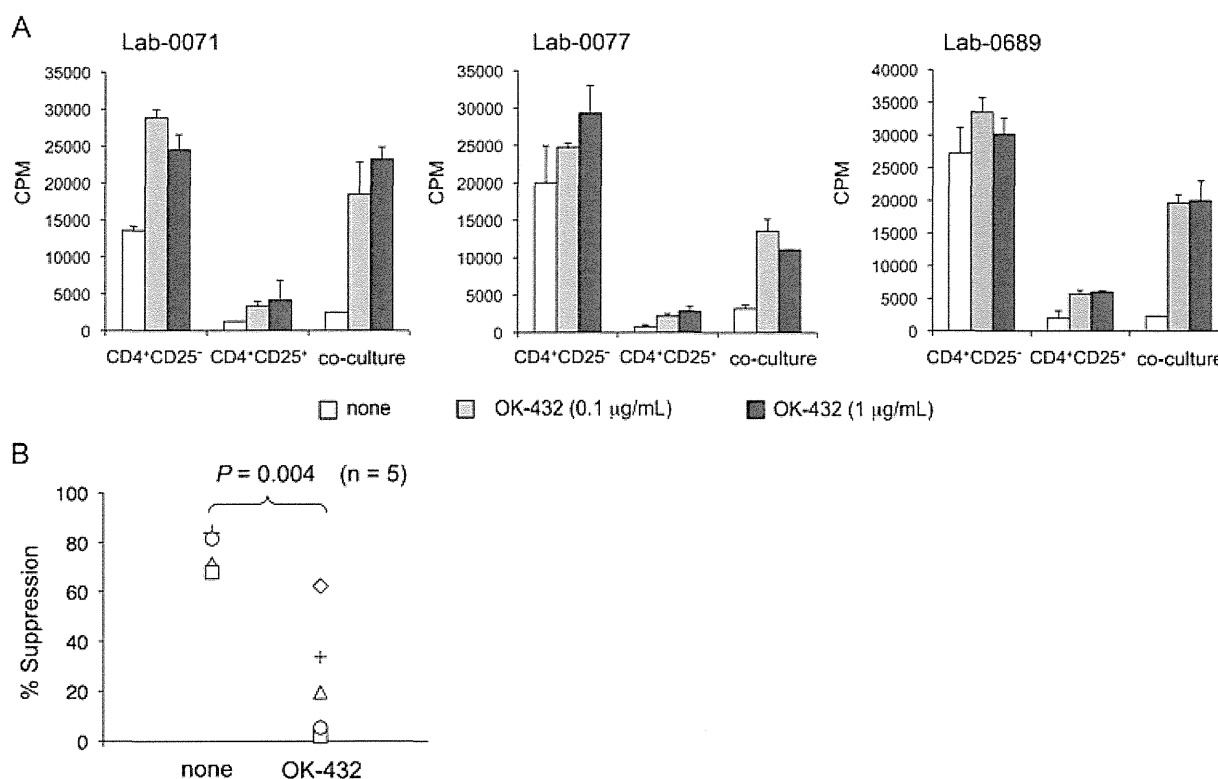 A
Lab-0071
Lab-0077
Lab-0689
CPM
35000
30000
25000
20000
15000
10000
5000
0
CD4⁺CD25⁻ CD4⁺CD25⁺ co-culture
CPM
35000
30000
25000
20000
15000
10000
5000
0
CD4⁺CD25⁻ CD4⁺CD25⁺ co-culture
CPM
40000
35000
30000
25000
20000
15000
10000
5000
0
CD4⁺CD25⁻ CD4⁺CD25⁺ co-culture
none OK-432 (0.1 µg/mL) OK-432 (1 µg/mL)
B
P = 0.004 (n = 5)
% Suppression
100
80
60
40
20
0
none OK-432